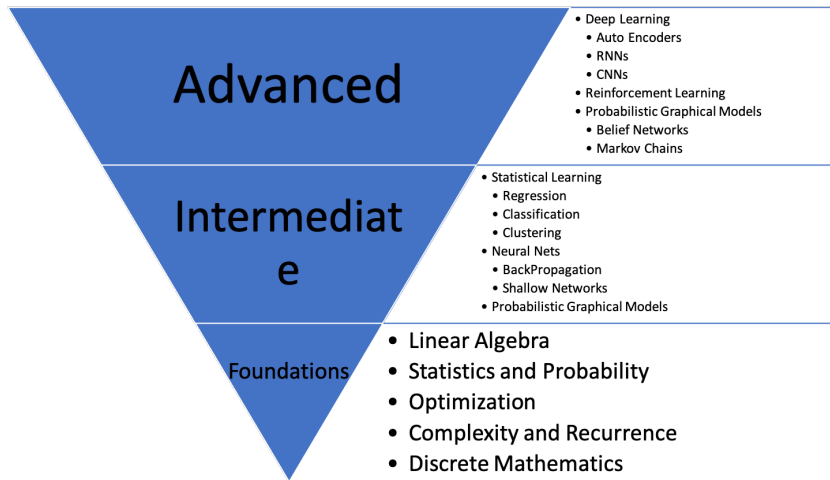 Advanced
• Deep Learning
• Auto Encoders
• RNNs
• CNNs
• Reinforcement Learning
• Probabilistic Graphical Models
• Belief Networks
• Markov Chains
Intermediat
e
• Statistical Learning
• Regression
• Classification
• Clustering
• Neural Nets
• BackPropagation
• Shallow Networks
• Probabilistic Graphical Models
Foundations
• Linear Algebra
• Statistics and Probability
• Optimization
• Complexity and Recurrence
• Discrete Mathematics